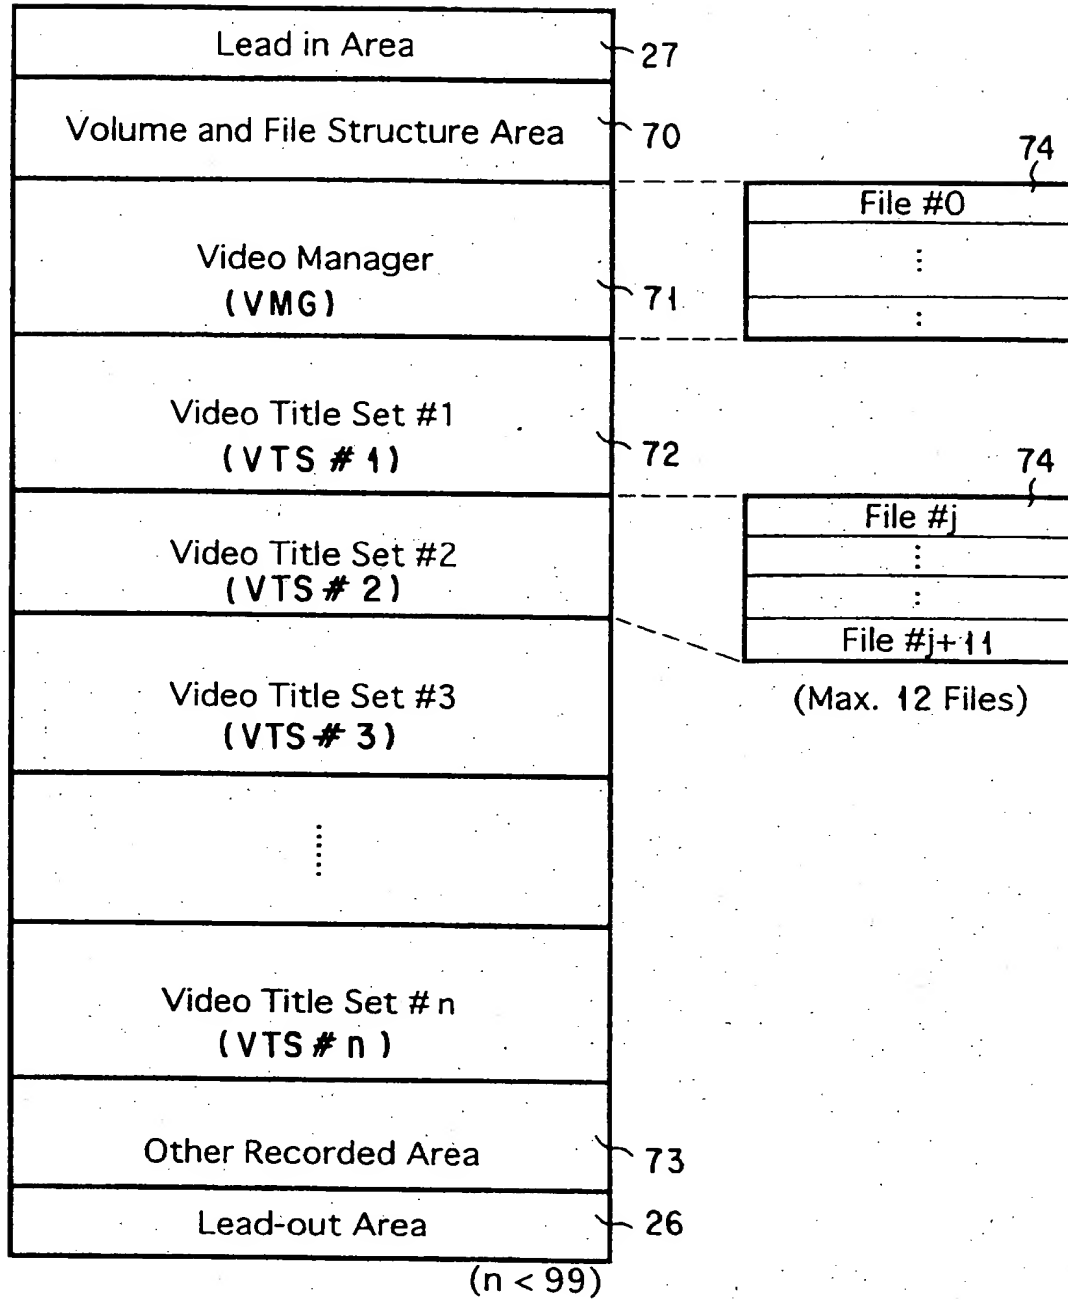 Lead in Area
27
Volume and File Structure Area
70
Video Manager
(VMG)
71
74
File #0
⋮
:
Video Title Set #1
(VTS # 1)
72
Video Title Set #2
(VTS # 2)
74
File #j
⋮
:
File #j+11
(Max. 12 Files)
Video Title Set #3
(VTS # 3)
Video Title Set # n
(VTS # n )
Other Recorded Area
73
Lead-out Area
26
(n < 99)